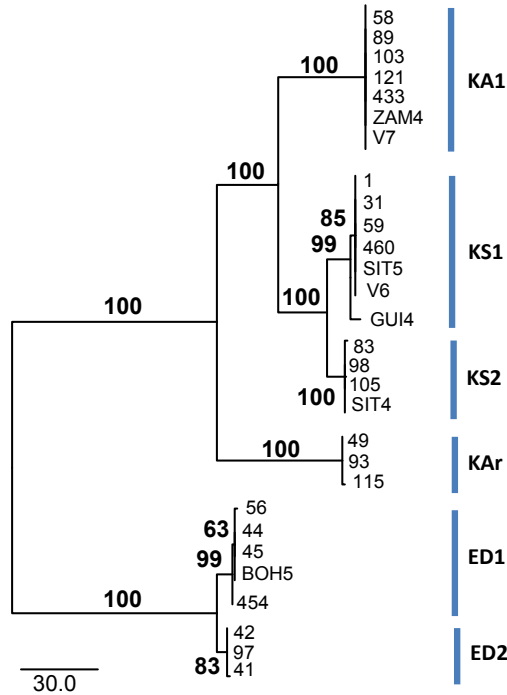 58
89
103
100
121
KA1
433
ZAM4
V7
100
1
31
85
59
99
460
KS1
SIT5
V6
100
100
GUI4
83
98
KS2
105
100
SIT4
49
100
93
KAr
115
56
63
44
45
99
ED1
BOH5
100
454
42
97
ED2
83
41
30.0